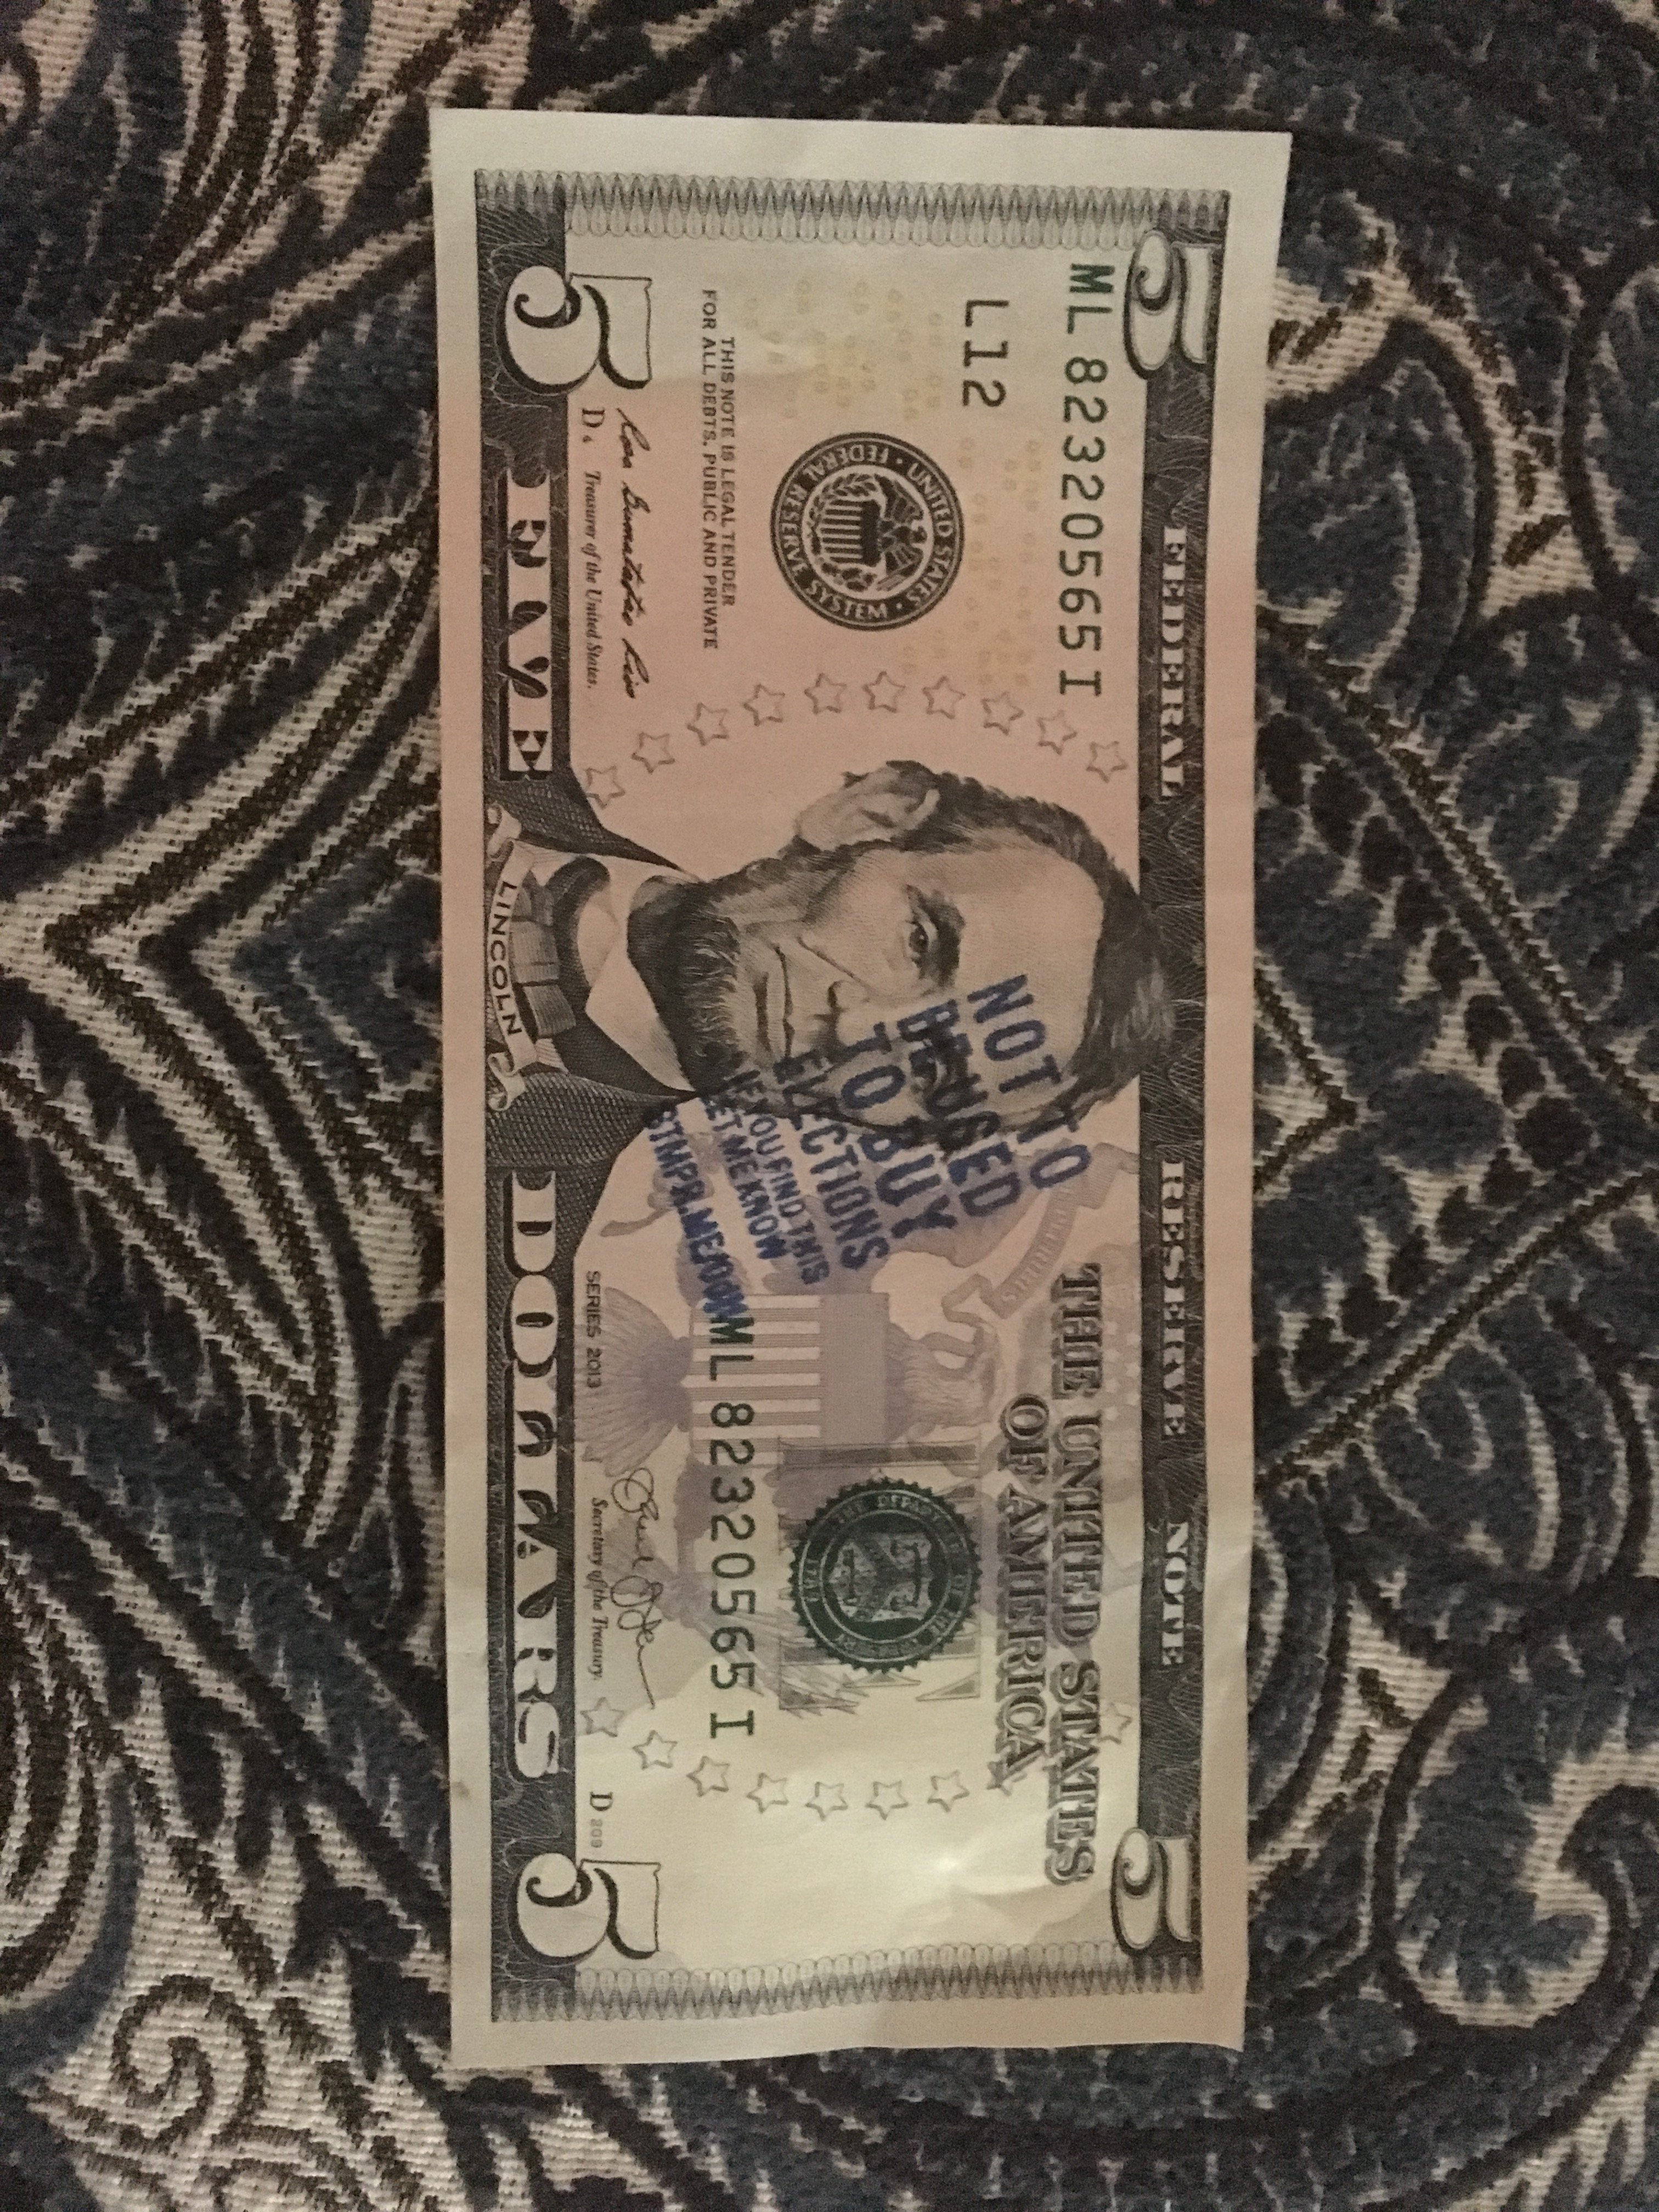 FEDERAL RESERVE NOTE
5
5
ML 82320565 I
L12
THE UNITED STATES
OF AMERICA
UNITED STATES • FEDERAL RESERVE SYSTEM •
THIS NOTE IS LEGAL TENDER
FOR ALL DEBTS, PUBLIC AND PRIVATE
NOT TO
BE USED
TO BUY
ELECTIONS
IF YOU FIND THIS
LET ME KNOW
ML 82320565 I
Treasurer of the United States.
SERIES 2013
Secretary of the Treasury.
D 209
5
FIVE
LINCOLN
DOLLARS
5